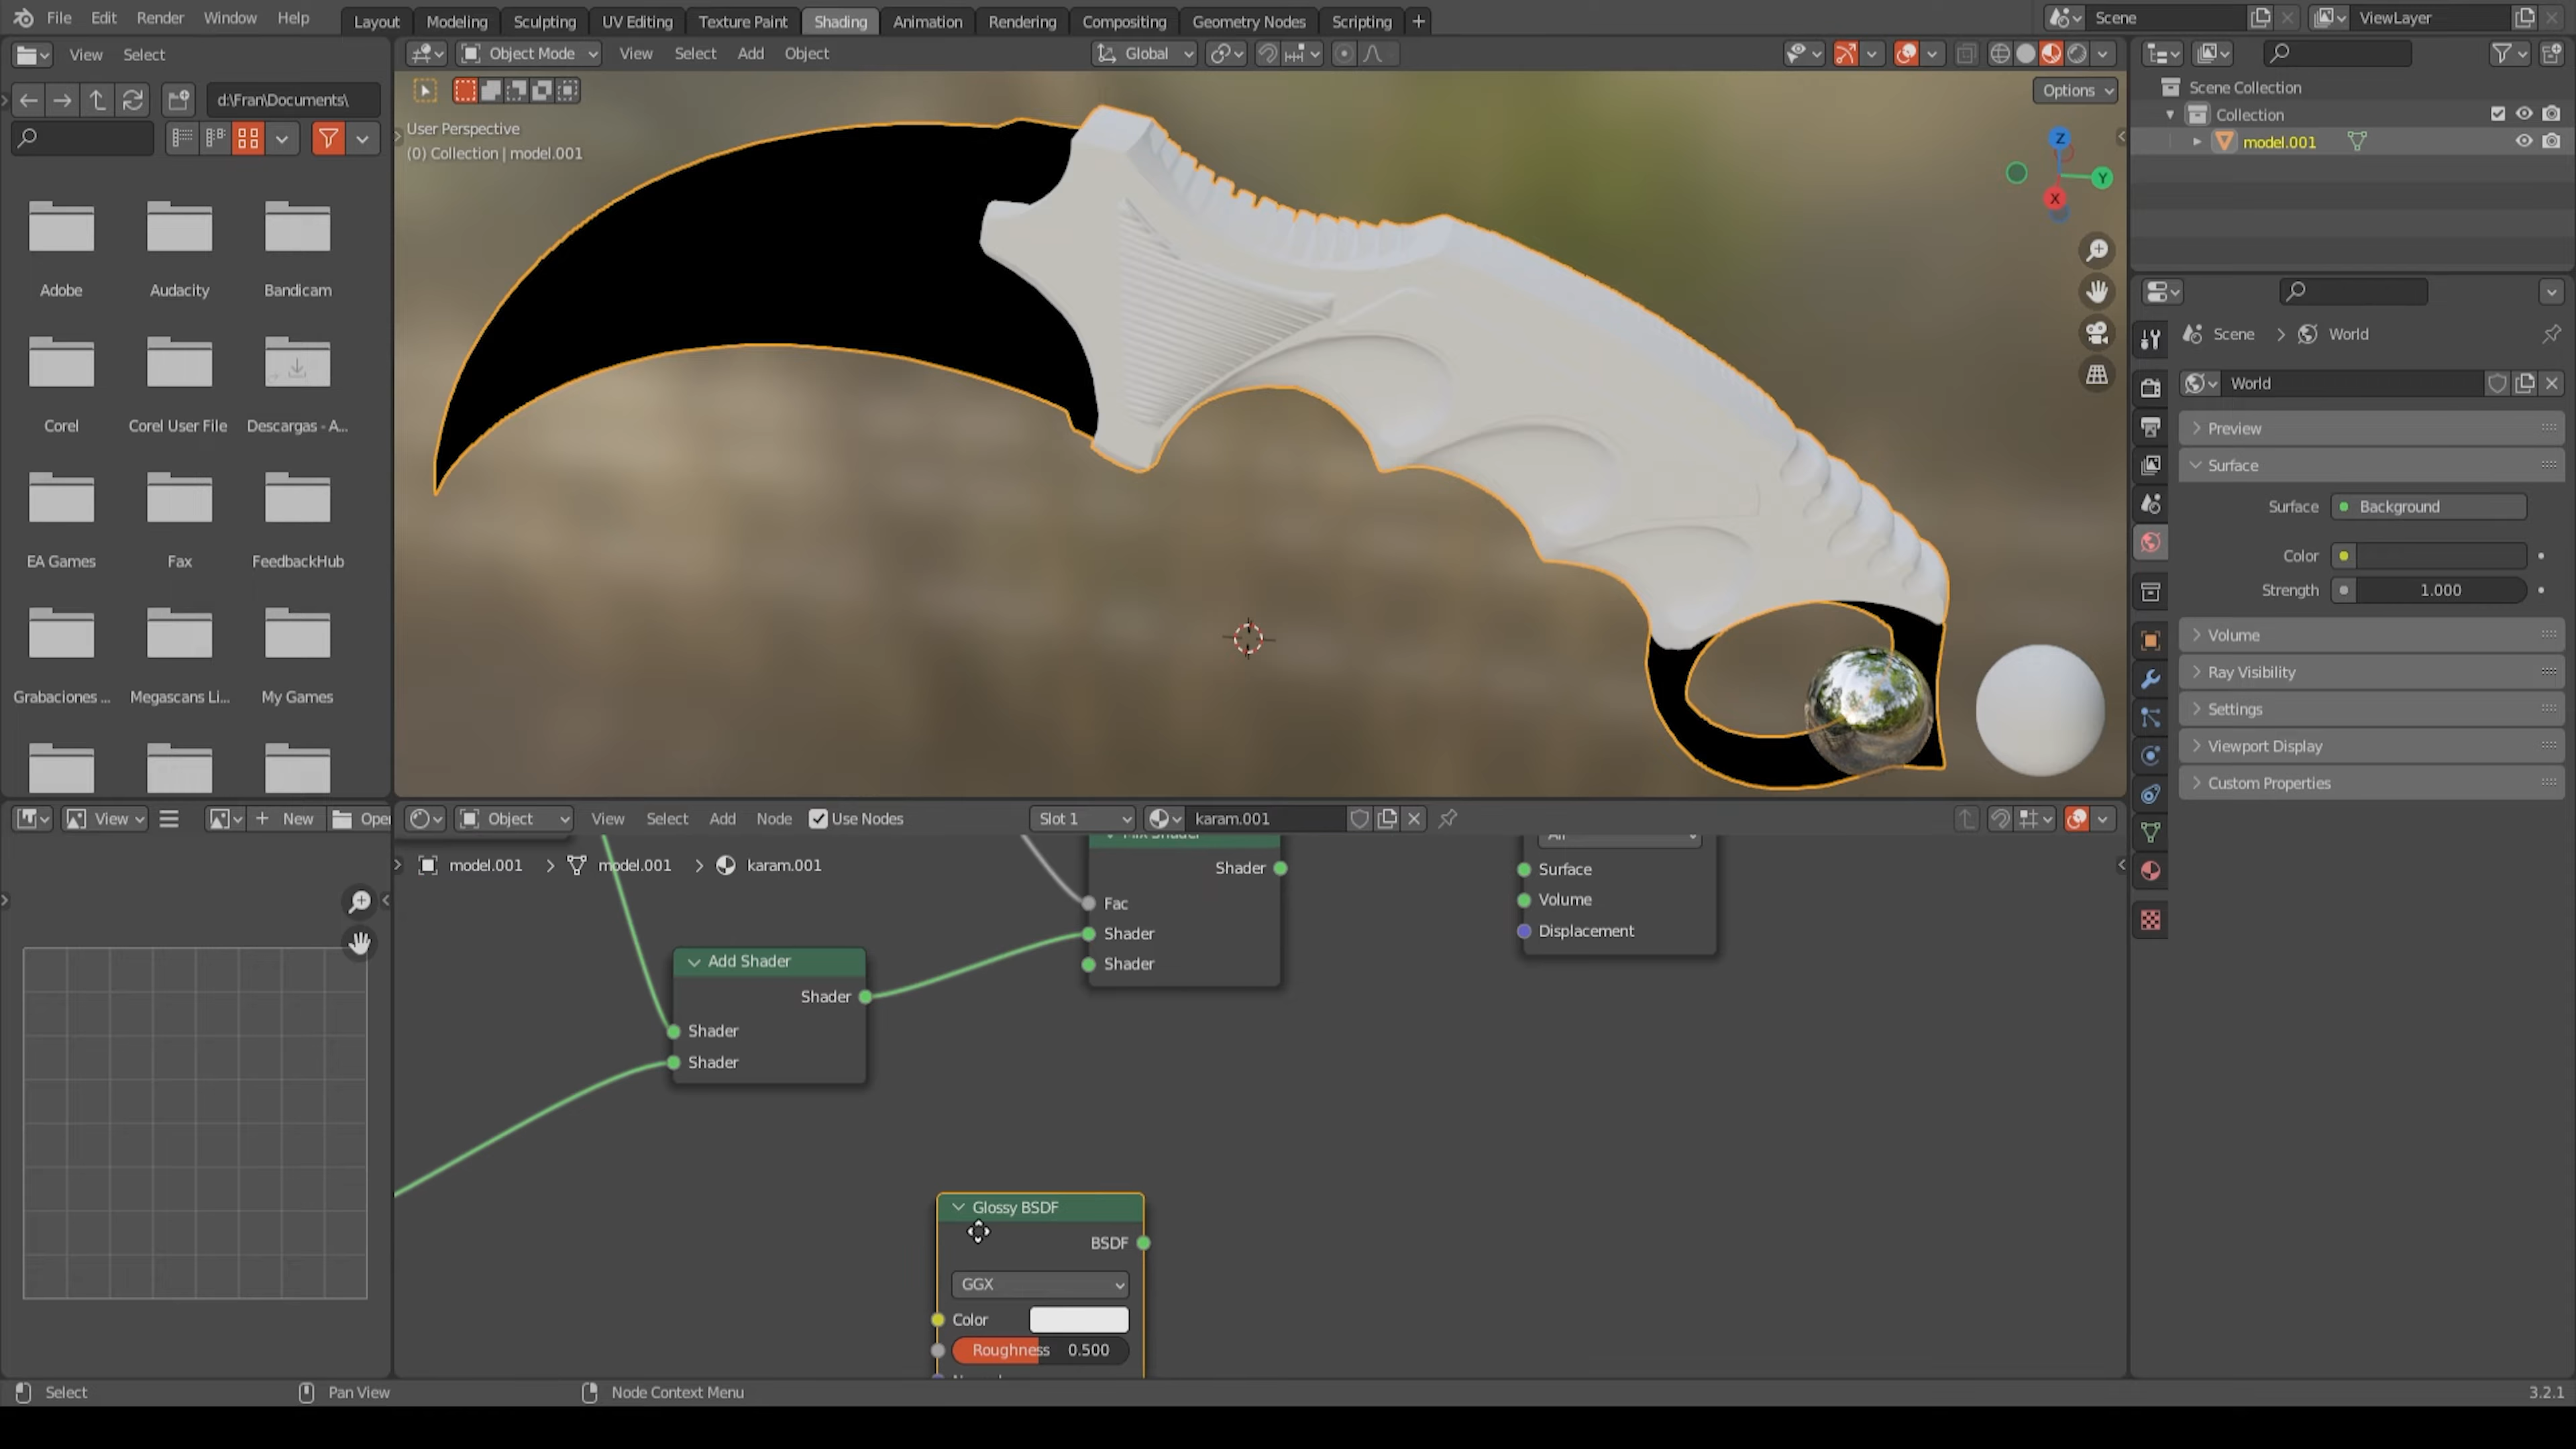 File Edit Render Window Help Layout Modeling Sculpting UV Editing Texture Paint Shading Animation Rendering Compositing Geometry Nodes Scripting + Scene ViewLayer
View Select Object Mode View Select Add Object Global
d:\Fran\Documents\ Options
User Perspective
(0) Collection | model.001
Scene Collection
Collection
model.001
Z
Y
X
Adobe Audacity Bandicam
Corel Corel User File Descargas - A...
EA Games Fax FeedbackHub
Grabaciones ... Megascans Li... My Games
Scene > World
World
Preview
Surface
Surface Background
Color
Strength 1.000
Volume
Ray Visibility
Settings
Viewport Display
Custom Properties
View New Open Object View Select Add Node Use Nodes Slot 1 karam.001
model.001 > model.001 > karam.001
Mix Shader
Shader
Fac
Shader
Shader
Surface
Volume
Displacement
Add Shader
Shader
Shader
Shader
Glossy BSDF
BSDF
GGX
Color
Roughness 0.500
Select Pan View Node Context Menu 3.2.1